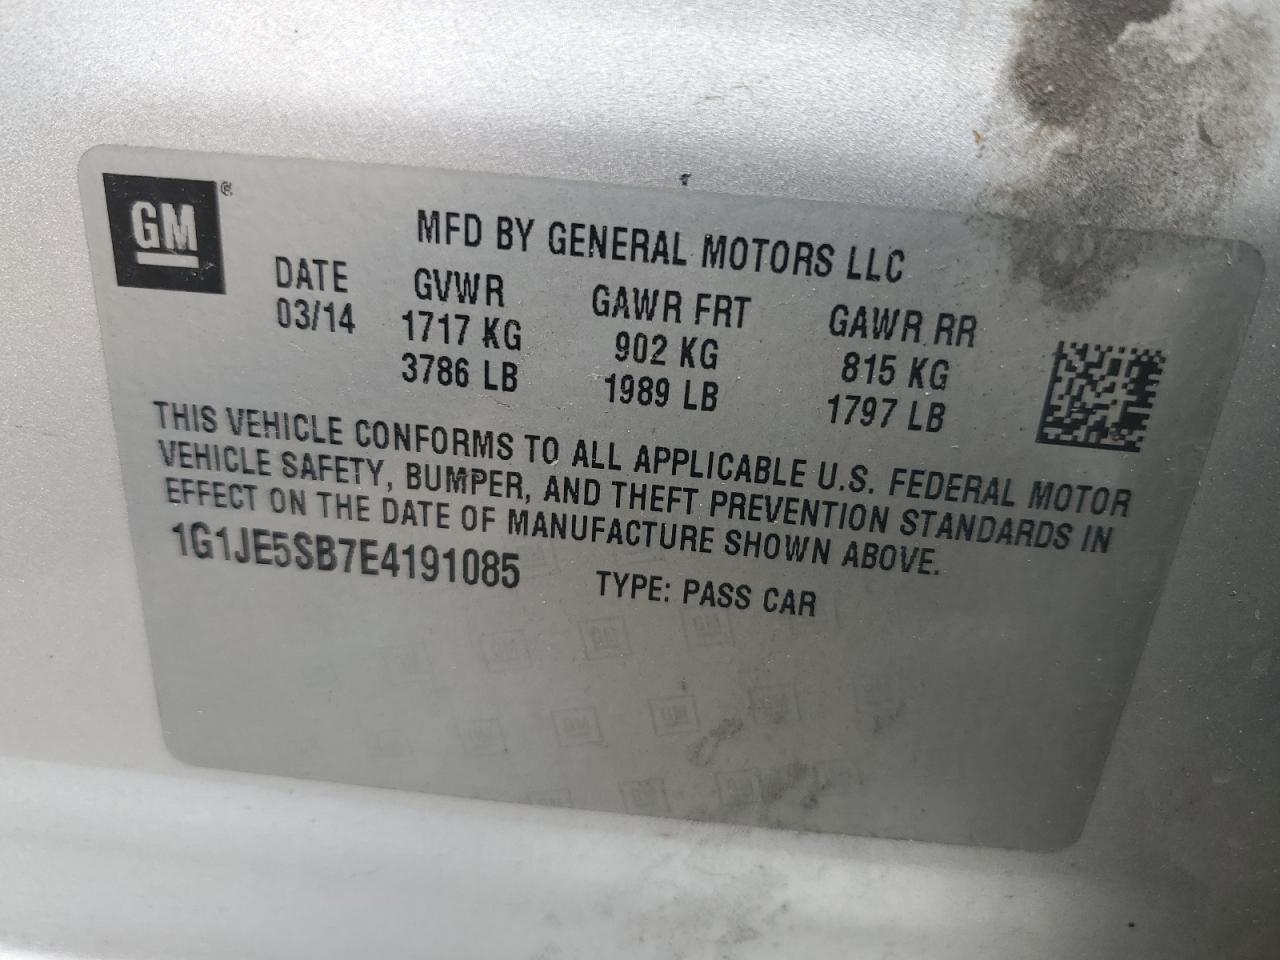 GM®
MFD BY GENERAL MOTORS LLC
DATE GVWR GAWR FRT GAWR RR
03/14 1717 KG 902 KG 815 KG
3786 LB 1989 LB 1797 LB
THIS VEHICLE CONFORMS TO ALL APPLICABLE U.S. FEDERAL MOTOR
VEHICLE SAFETY, BUMPER, AND THEFT PREVENTION STANDARDS IN
EFFECT ON THE DATE OF MANUFACTURE SHOWN ABOVE.
1G1JE5SB7E4191085 TYPE: PASS CAR